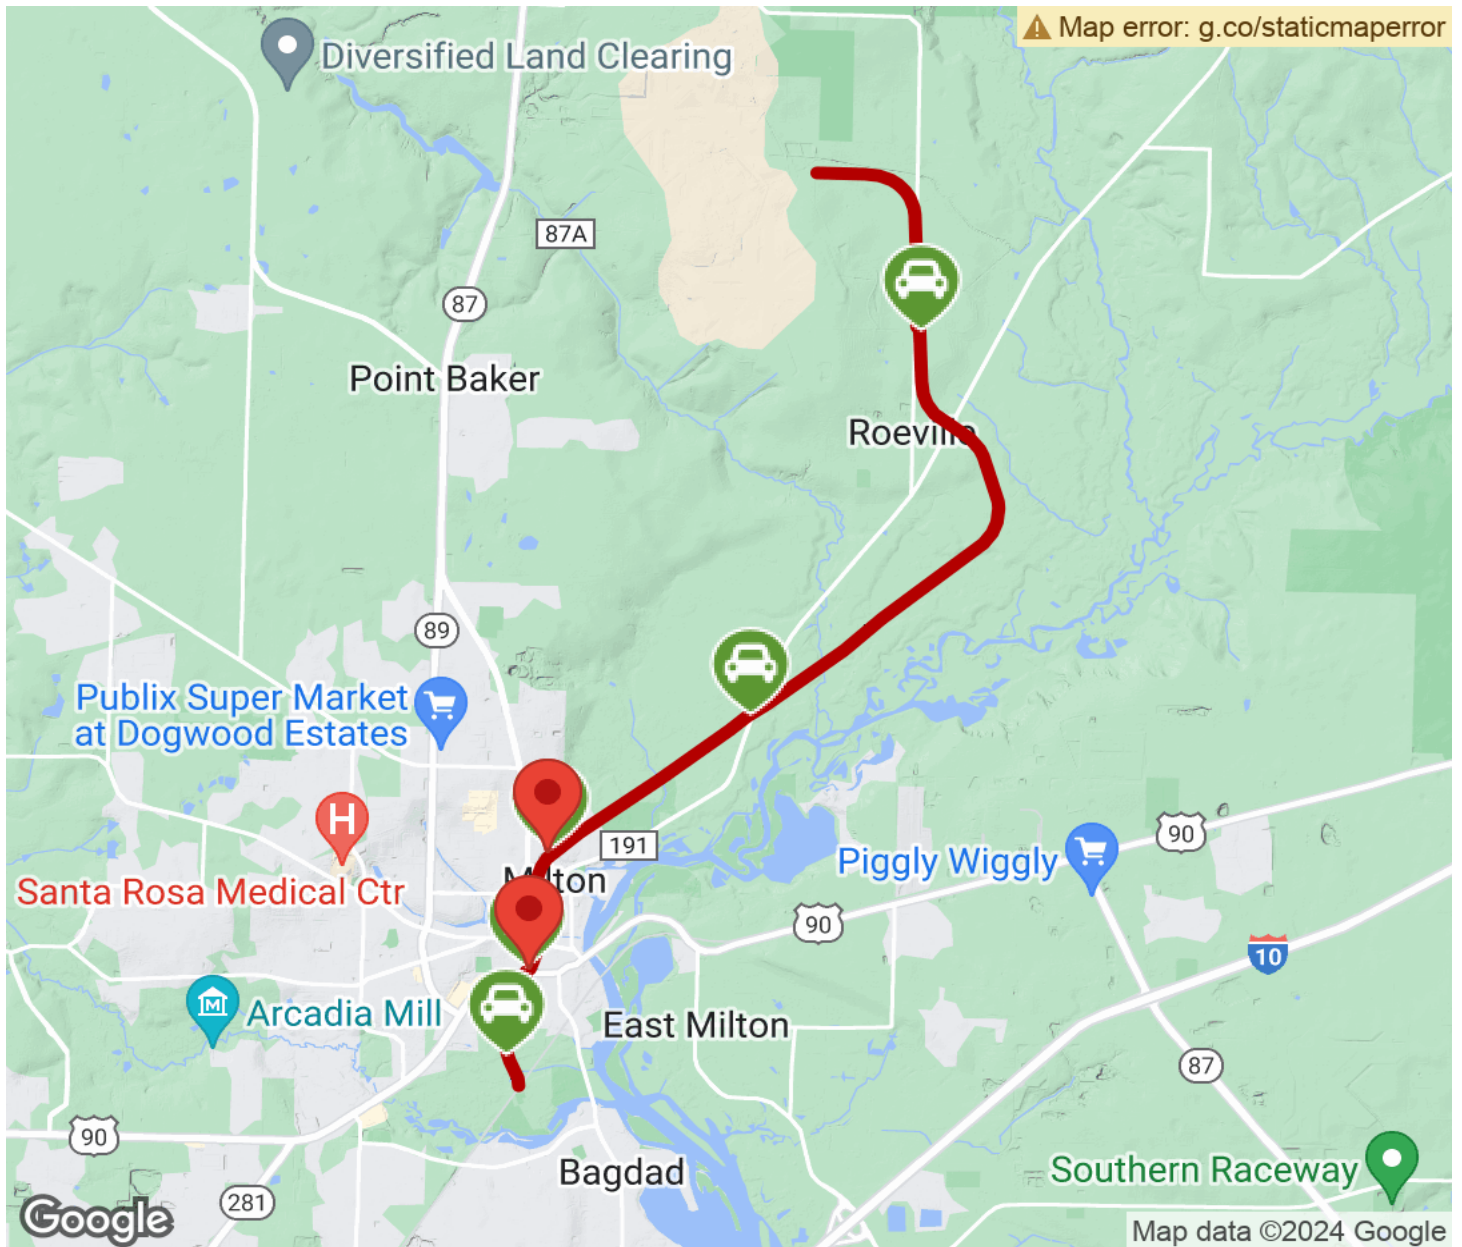 Map error: g.co/staticmaperror
Diversified Land Clearing
87A
87
Point Baker
Roeville
89
Publix Super Market
at Dogwood Estates
H
191
90
Piggly Wiggly
Milton
Santa Rosa Medical Ctr
90
10
M
Arcadia Mill
East Milton
87
90
Southern Raceway
Bagdad
281
Google
Map data ©2024 Google